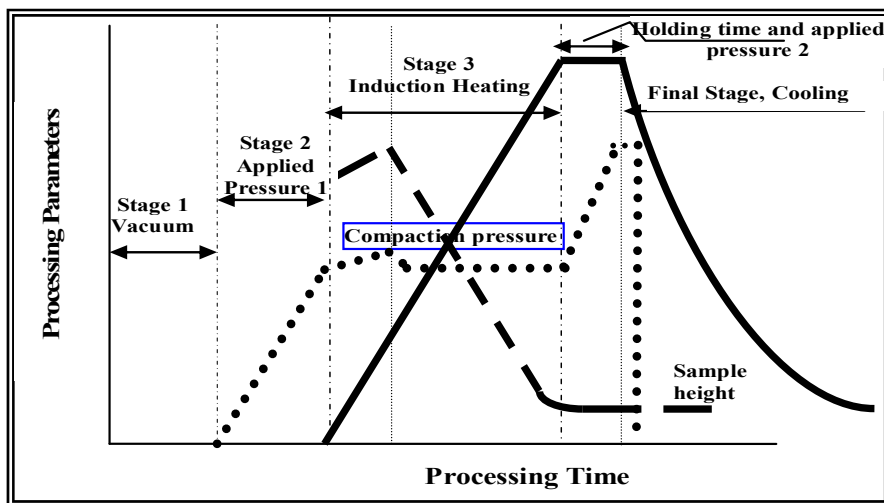 Holding time and applied
pressure 2
Stage 3
Induction Heating
Final Stage, Cooling
Stage 2
Applied
Pressure 1
Stage 1
Vacuum
Compaction pressure
Sample
height
Processing Parameters
Processing Time